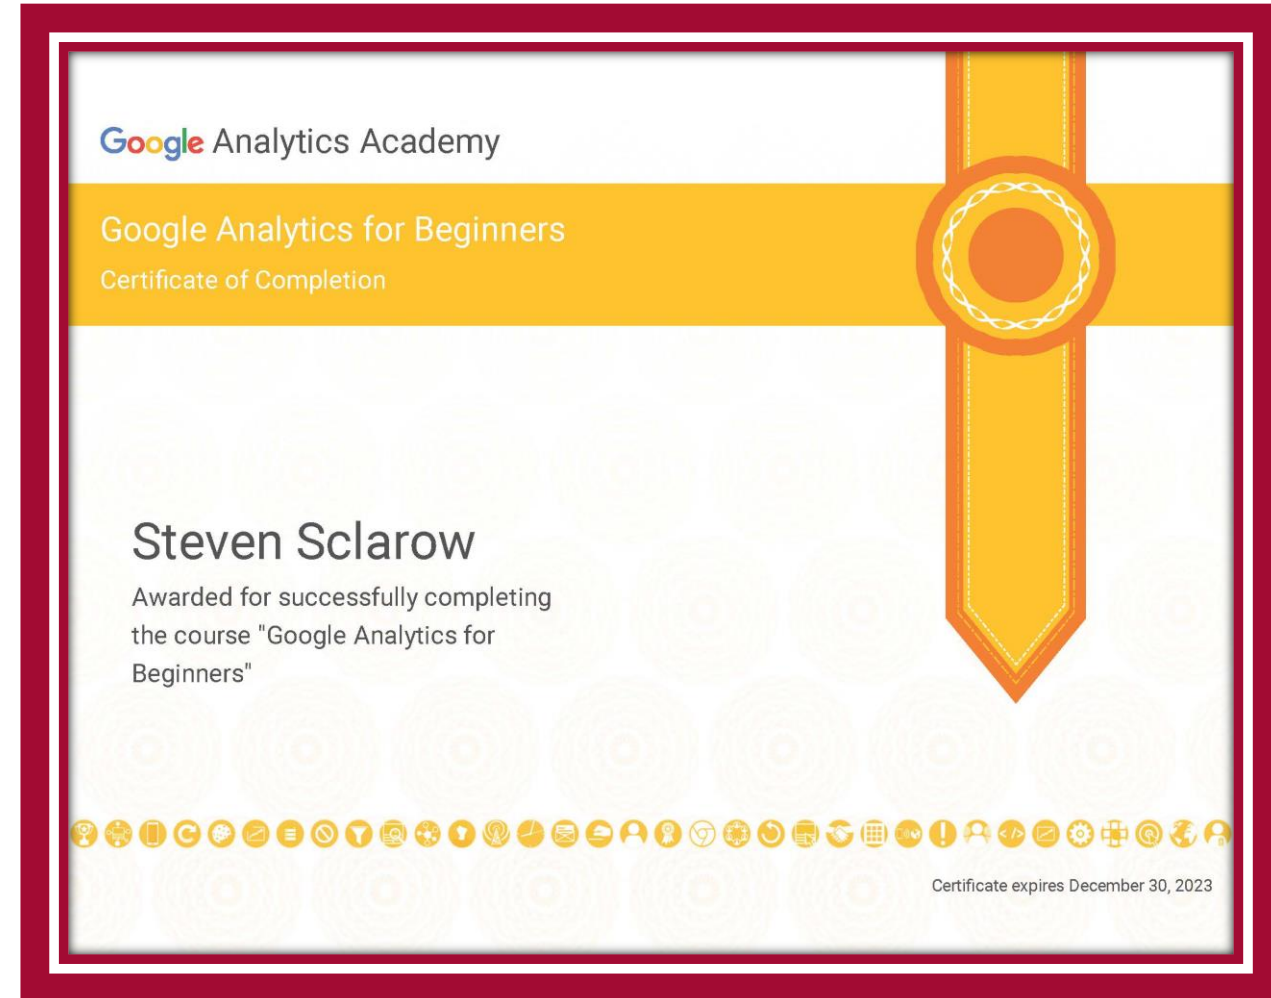 Google Analytics Academy
Google Analytics for Beginners
Certificate of Completion
Steven Sclarow
Awarded for successfully completing
the course "Google Analytics for
Beginners"
Certificate expires December 30, 2023